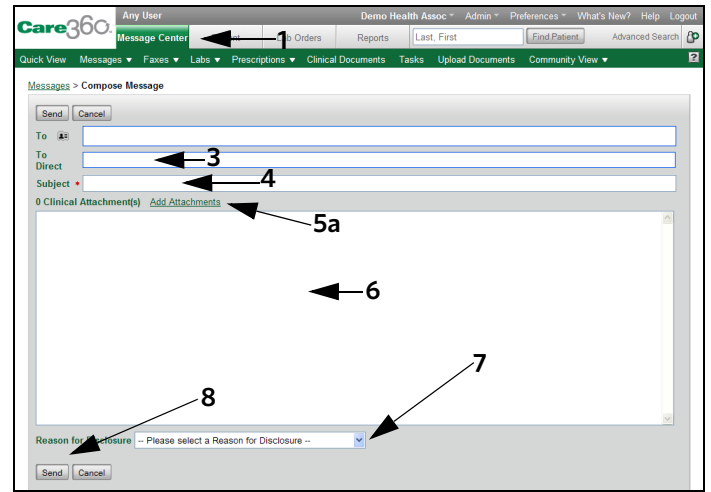 Any User Demo Health Assoc Admin Preferences What's New? Help Logout
Care360.
Message Center 1 Orders Reports Last, First Find Patient Advanced Search
Quick View Messages Faxes Labs Prescriptions Clinical Documents Tasks Upload Documents Community View ?
Messages > Compose Message
Send Cancel
To
To
Direct 3
Subject * 4
0 Clinical Attachment(s) Add Attachments
5a
6
7
8
Reason for Disclosure -- Please select a Reason for Disclosure --
Send Cancel